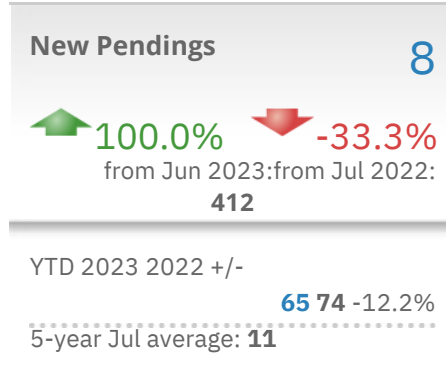 New Pendings 8
100.0% -33.3%
from Jun 2023:from Jul 2022:
412
YTD 2023 2022 +/-
65 74 -12.2%
5-year Jul average: 11